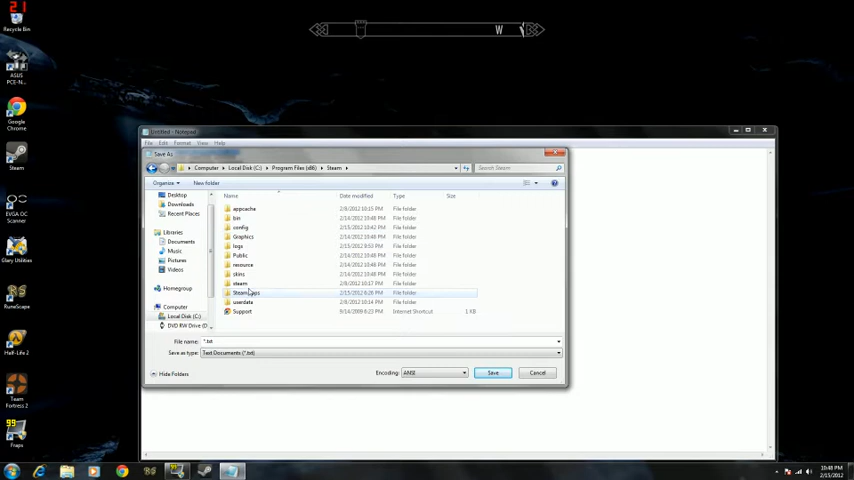 21
Recycle Bin
W
ASUS
PCE-N...
Google
Chrome
Steam
EVGA OC
Scanner
Glary Utilities
RuneScape
Half-Life 2
Team
Fortress 2
99
Fraps
Untitled - Notepad
File Edit Format View Help
Save As
Computer Local Disk (C:) Program Files (x86) Steam
Search Steam
Organize New folder
Name Date modified Type Size
Desktop
Downloads
Recent Places
Libraries
Documents
Music
Pictures
Videos
Homegroup
Computer
Local Disk (C:)
DVD RW Drive (D
appcache 2/8/2012 10:15 PM File folder
bin 2/14/2012 10:48 PM File folder
config 2/15/2012 10:42 PM File folder
Graphics 2/14/2012 10:48 PM File folder
logs 2/15/2012 9:53 PM File folder
Public 2/14/2012 10:48 PM File folder
resource 2/14/2012 10:48 PM File folder
skins 2/14/2012 10:48 PM File folder
steam 2/8/2012 10:17 PM File folder
SteamApps 2/15/2012 6:26 PM File folder
userdata 2/8/2012 10:14 PM File folder
Support 9/14/2009 6:23 PM Internet Shortcut 1 KB
File name: *.txt
Save as type: Text Documents (*.txt)
Hide Folders
Encoding: ANSI
Save
Cancel
10:48 PM
2/15/2012